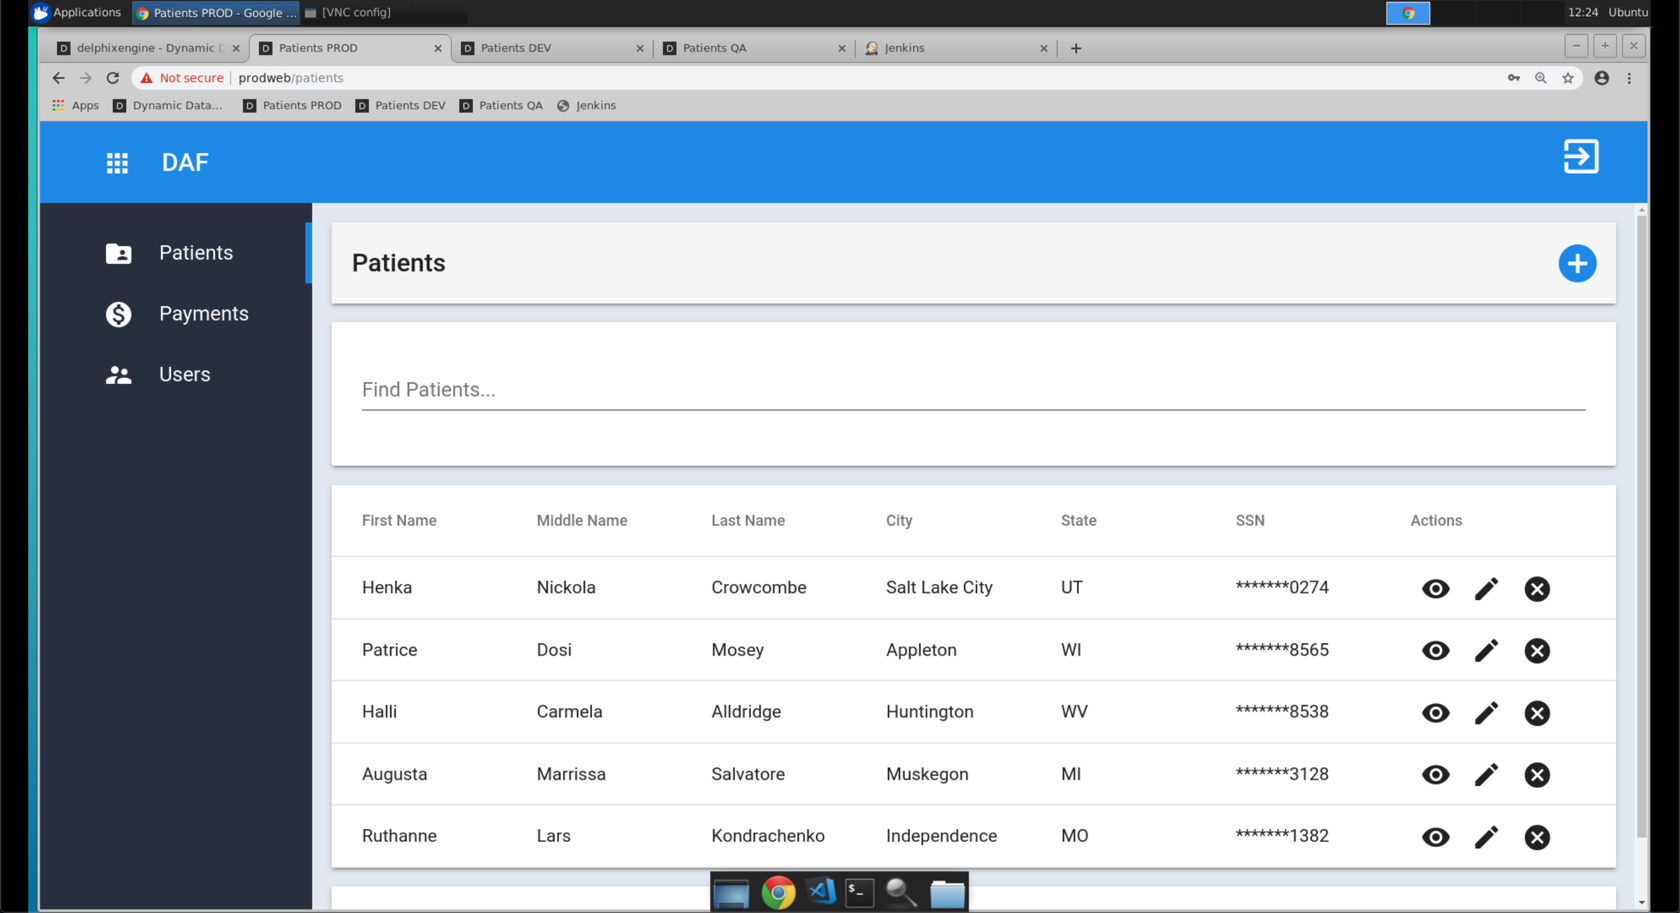 Applications Patients PROD - Google ... [VNC config] 12:24 Ubuntu
delphixengine - Dynamic Patients PROD Patients DEV Patients QA Jenkins
Not secure prodweb/patients
Apps Dynamic Data... Patients PROD Patients DEV Patients QA Jenkins
DAF
Patients
Payments
Users
Patients
Find Patients...
First Name Middle Name Last Name City State SSN Actions
Henka Nickola Crowcombe Salt Lake City UT *******0274
Patrice Dosi Mosey Appleton WI *******8565
Halli Carmela Alldridge Huntington WV *******8538
Augusta Marrissa Salvatore Muskegon MI *******3128
Ruthanne Lars Kondrachenko Independence MO *******1382